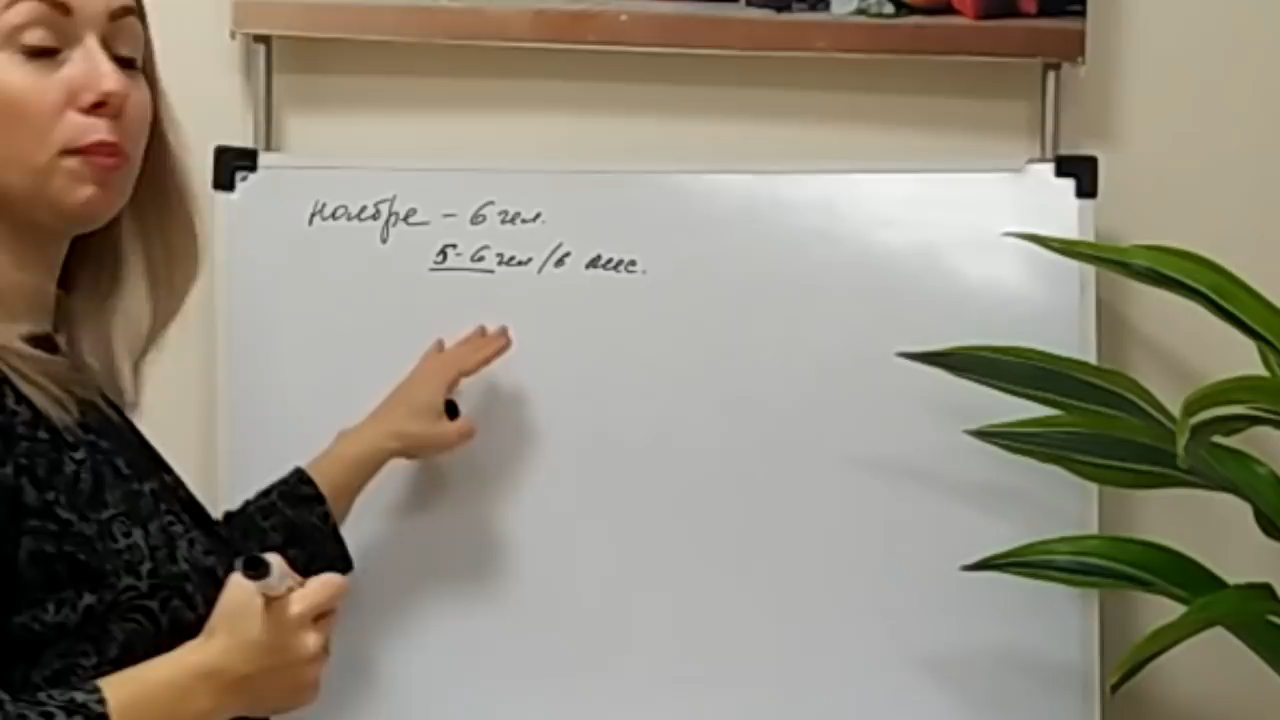 ноябре - 6 чел.
5-6 чел/в мес.